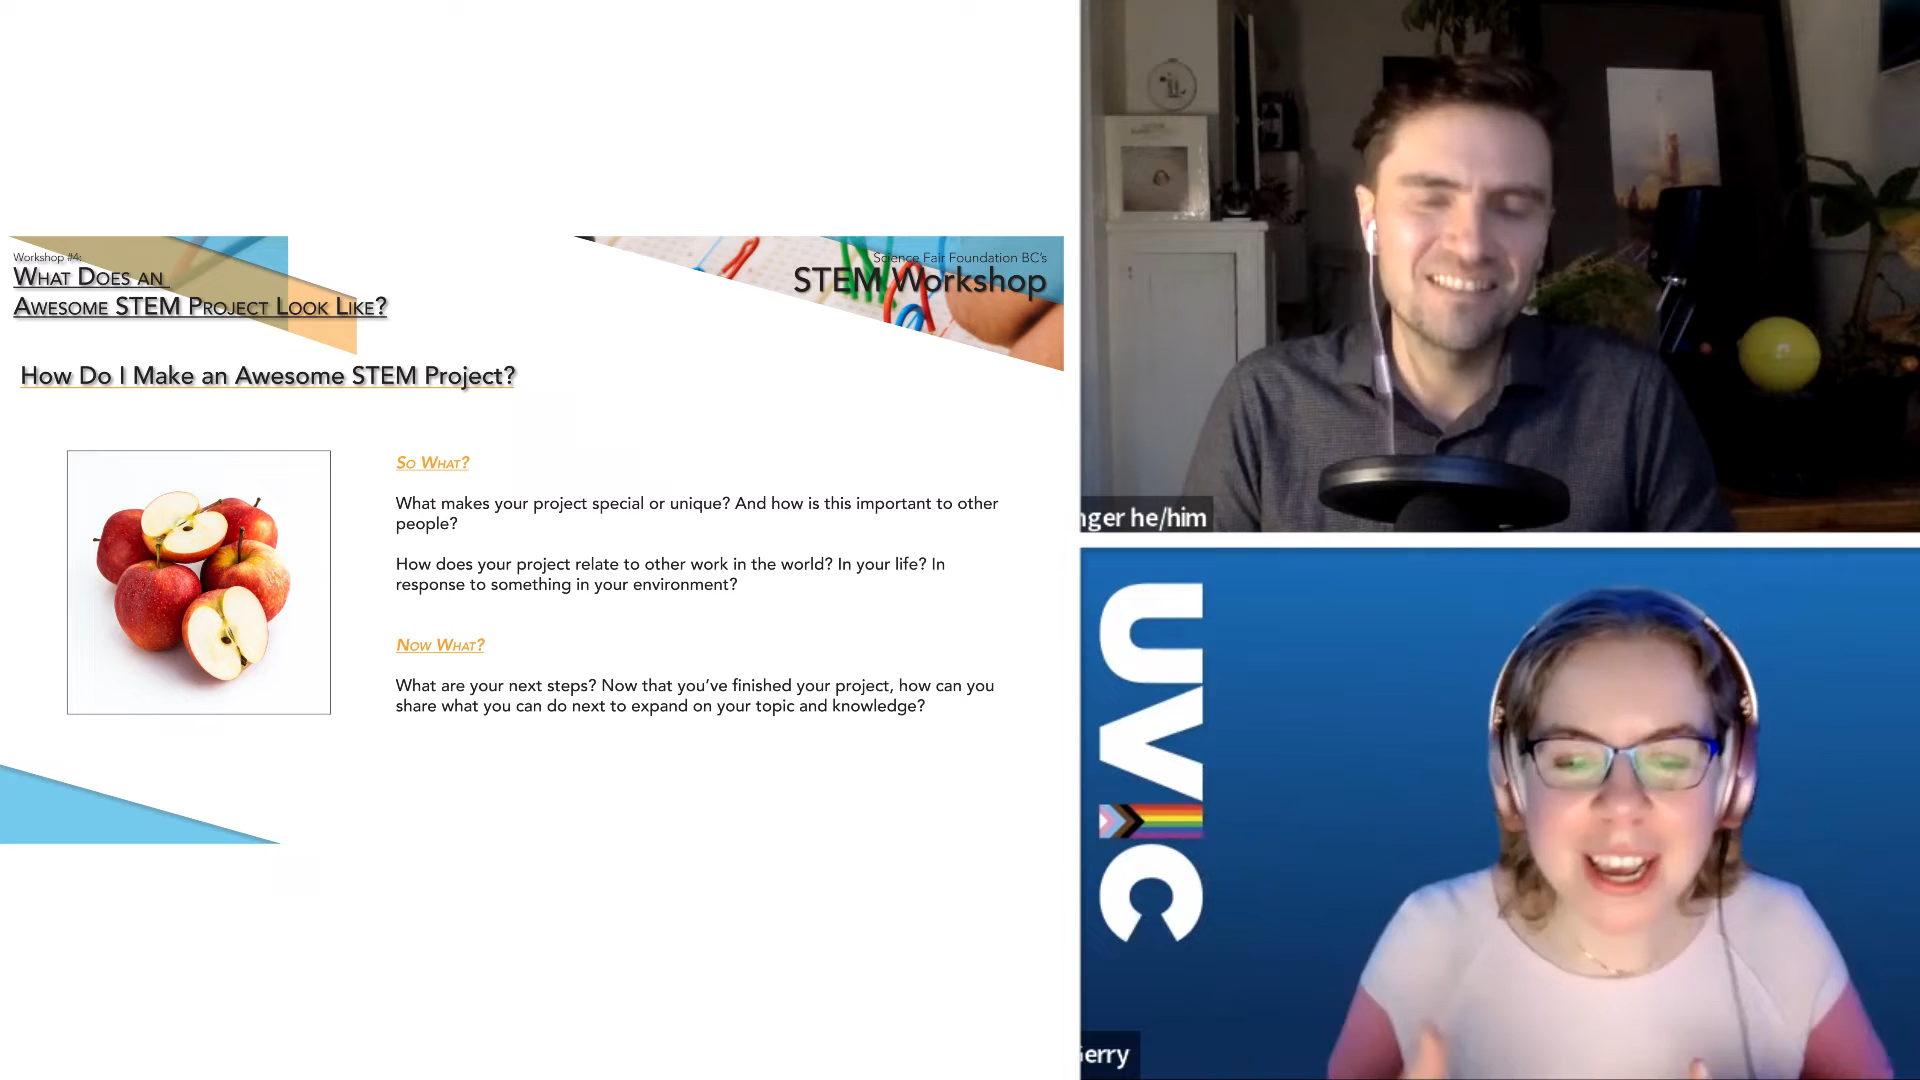 Workshop #4:
What Does an
Awesome STEM Project Look Like?
Science Fair Foundation BC's
STEM Workshop
How Do I Make an Awesome STEM Project?
So What?
What makes your project special or unique? And how is this important to other
people?
How does your project relate to other work in the world? In your life? In
response to something in your environment?
Now What?
What are your next steps? Now that you've finished your project, how can you
share what you can do next to expand on your topic and knowledge?
he/him
UVIC